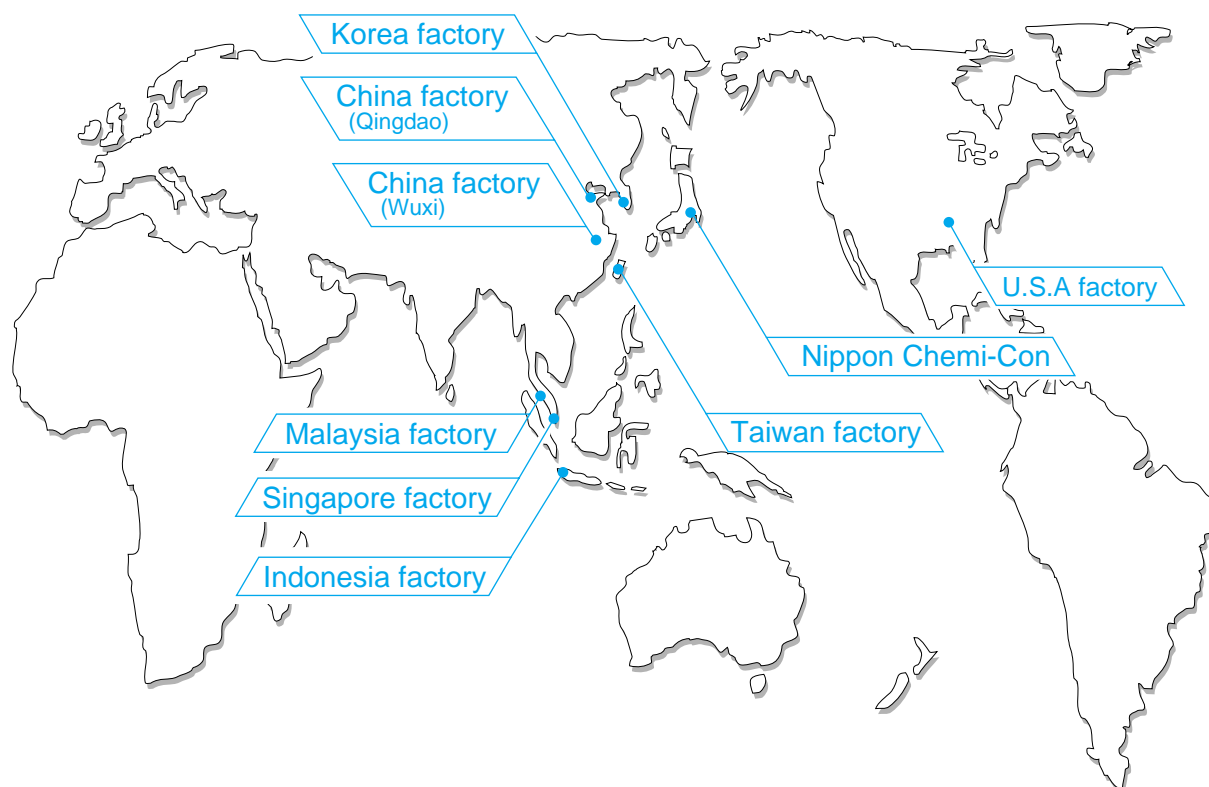 Korea factory
China factory
(Qingdao)
China factory
(Wuxi)
U.S.A factory
Nippon Chemi-Con
Taiwan factory
Malaysia factory
Singapore factory
Indonesia factory